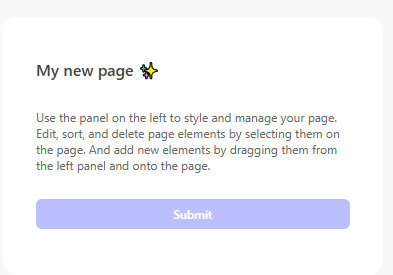 My new page ✨
Use the panel on the left to style and manage your page.
Edit, sort, and delete page elements by selecting them on
the page. And add new elements by dragging them from
the left panel and onto the page.
Submit